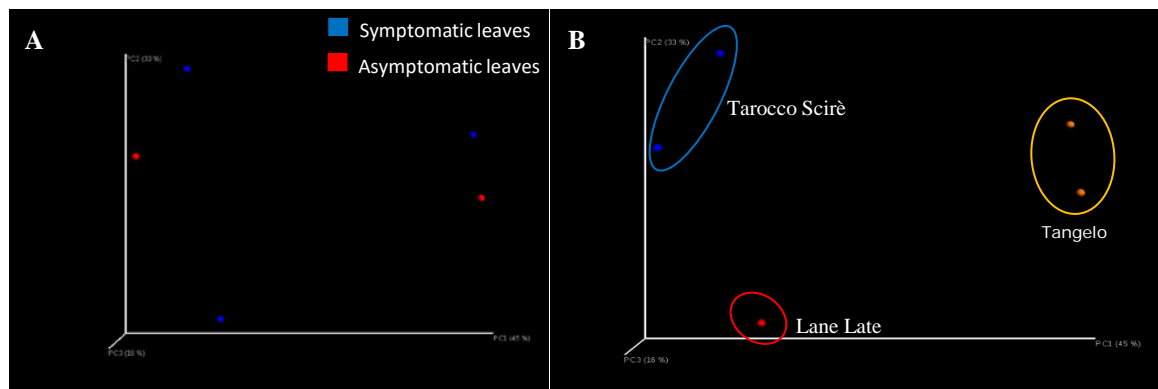 A
Symptomatic leaves
Asymptomatic leaves
PC2 (33 %)
PC1 (45 %)
PC3 (16 %)
B
PC2 (33 %)
Tarocco Scirè
Tangelo
Lane Late
PC1 (45 %)
PC3 (16 %)